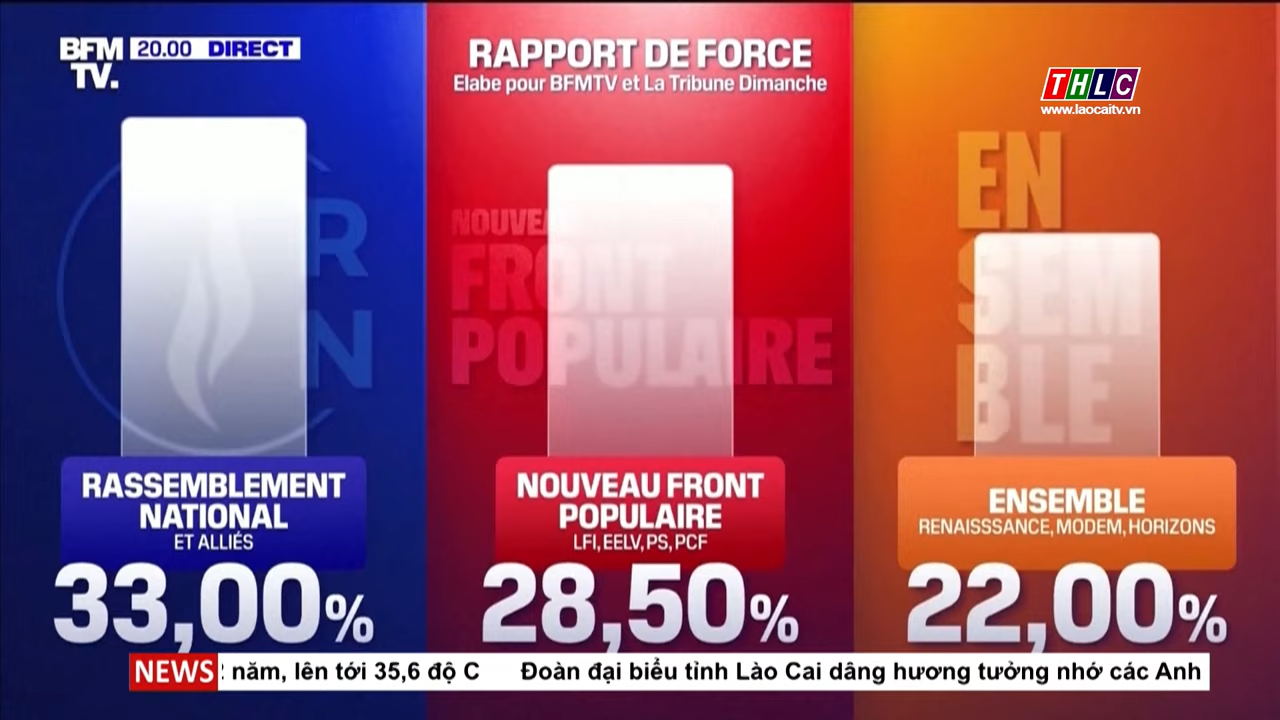 BFM
TV.
20.00 DIRECT
RAPPORT DE FORCE
Elabe pour BFMTV et La Tribune Dimanche
THLC
www.laocaitv.vn
RN
NOUVEAU
FRONT
POPULAIRE
EN
SEM
BLE
RASSEMBLEMENT
NATIONAL
ET ALLIÉS
33,00%
NOUVEAU FRONT
POPULAIRE
LFI, EELV, PS, PCF
28,50%
ENSEMBLE
RENAISSSANCE, MODEM, HORIZONS
22,00%
NEWS
năm, lên tới 35,6 độ C Đoàn đại biểu tỉnh Lào Cai dâng hương tưởng nhớ các Anh